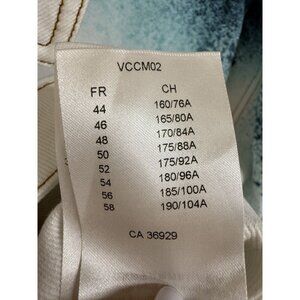 VCCM02
FR CH
44 160/76A
46 165/80A
48 170/84A
50 175/88A
52 175/92A
54 180/96A
56 185/100A
58 190/104A
CA 36929